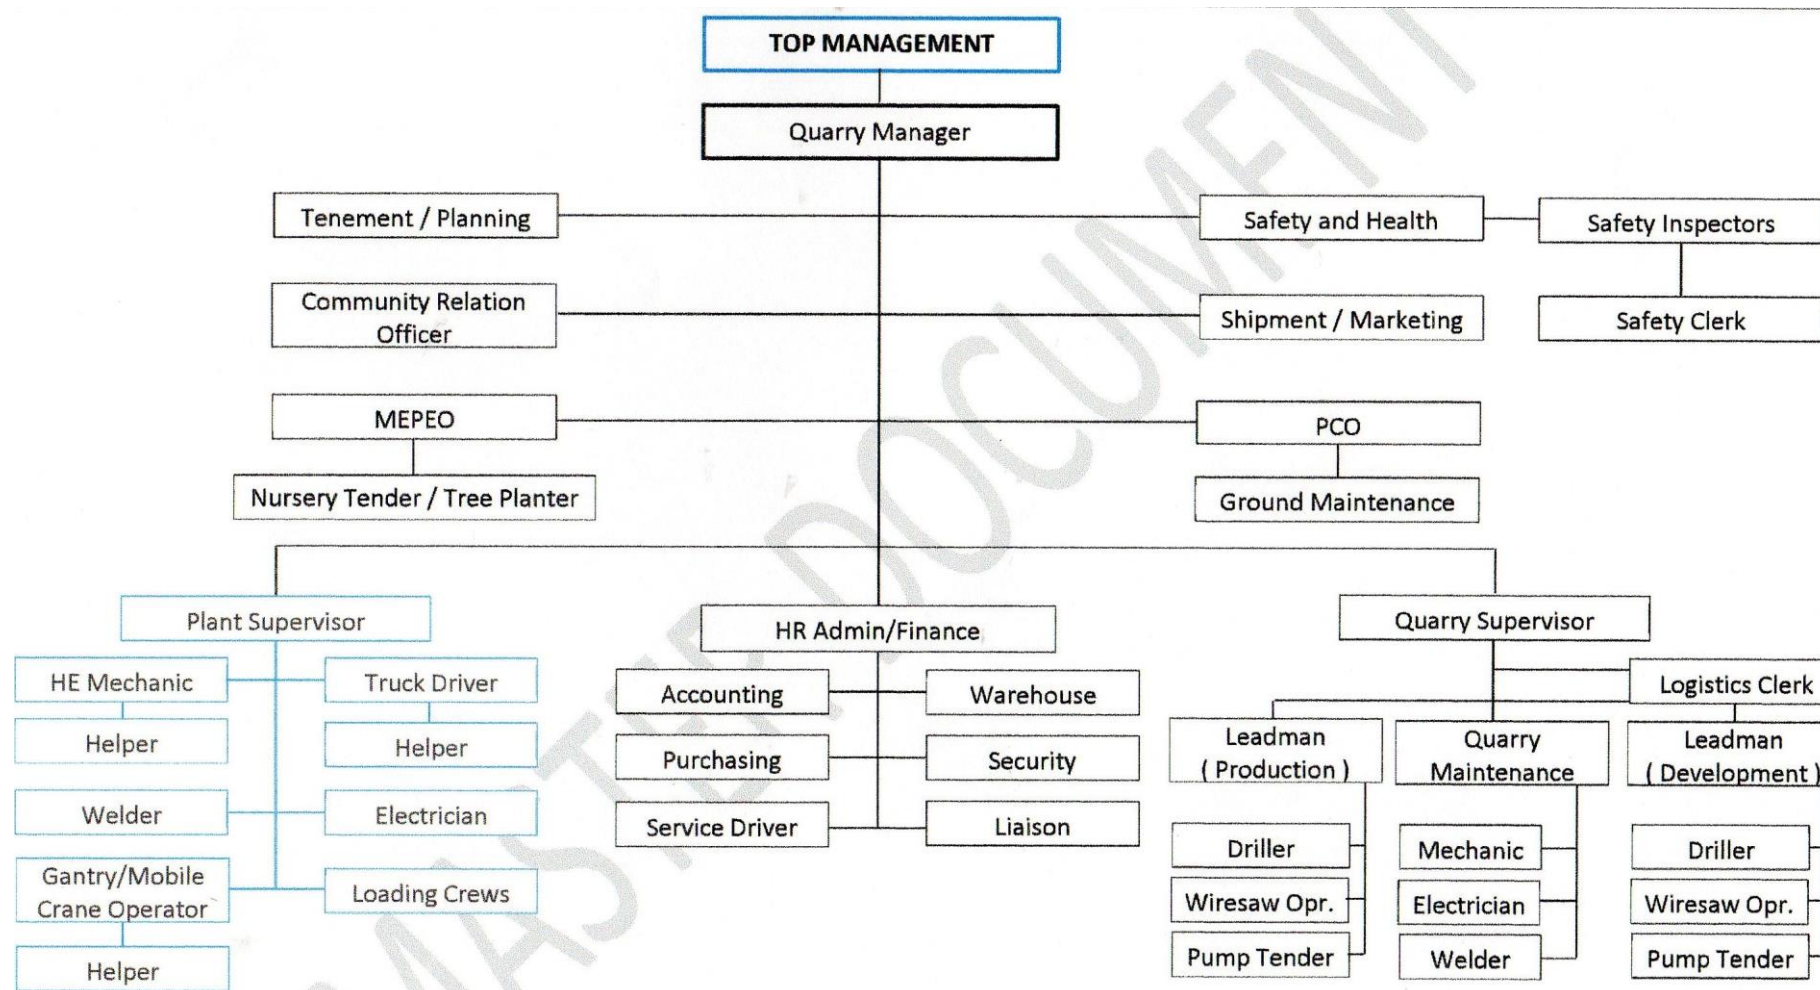 TOP MANAGEMENT
Quarry Manager
Tenement / Planning
Safety and Health
Safety Inspectors
Community Relation
Officer
Shipment / Marketing
Safety Clerk
MEPEO
PCO
Nursery Tender / Tree Planter
Ground Maintenance
Plant Supervisor
HR Admin/Finance
Quarry Supervisor
HE Mechanic
Truck Driver
Helper
Helper
Welder
Electrician
Gantry/Mobile
Crane Operator
Loading Crews
Helper
Accounting
Warehouse
Purchasing
Security
Service Driver
Liaison
Logistics Clerk
Leadman
( Production )
Quarry
Maintenance
Leadman
( Development )
Driller
Wiresaw Opr.
Pump Tender
Mechanic
Electrician
Welder
Driller
Wiresaw Opr.
Pump Tender
MASTER DOCUMENT